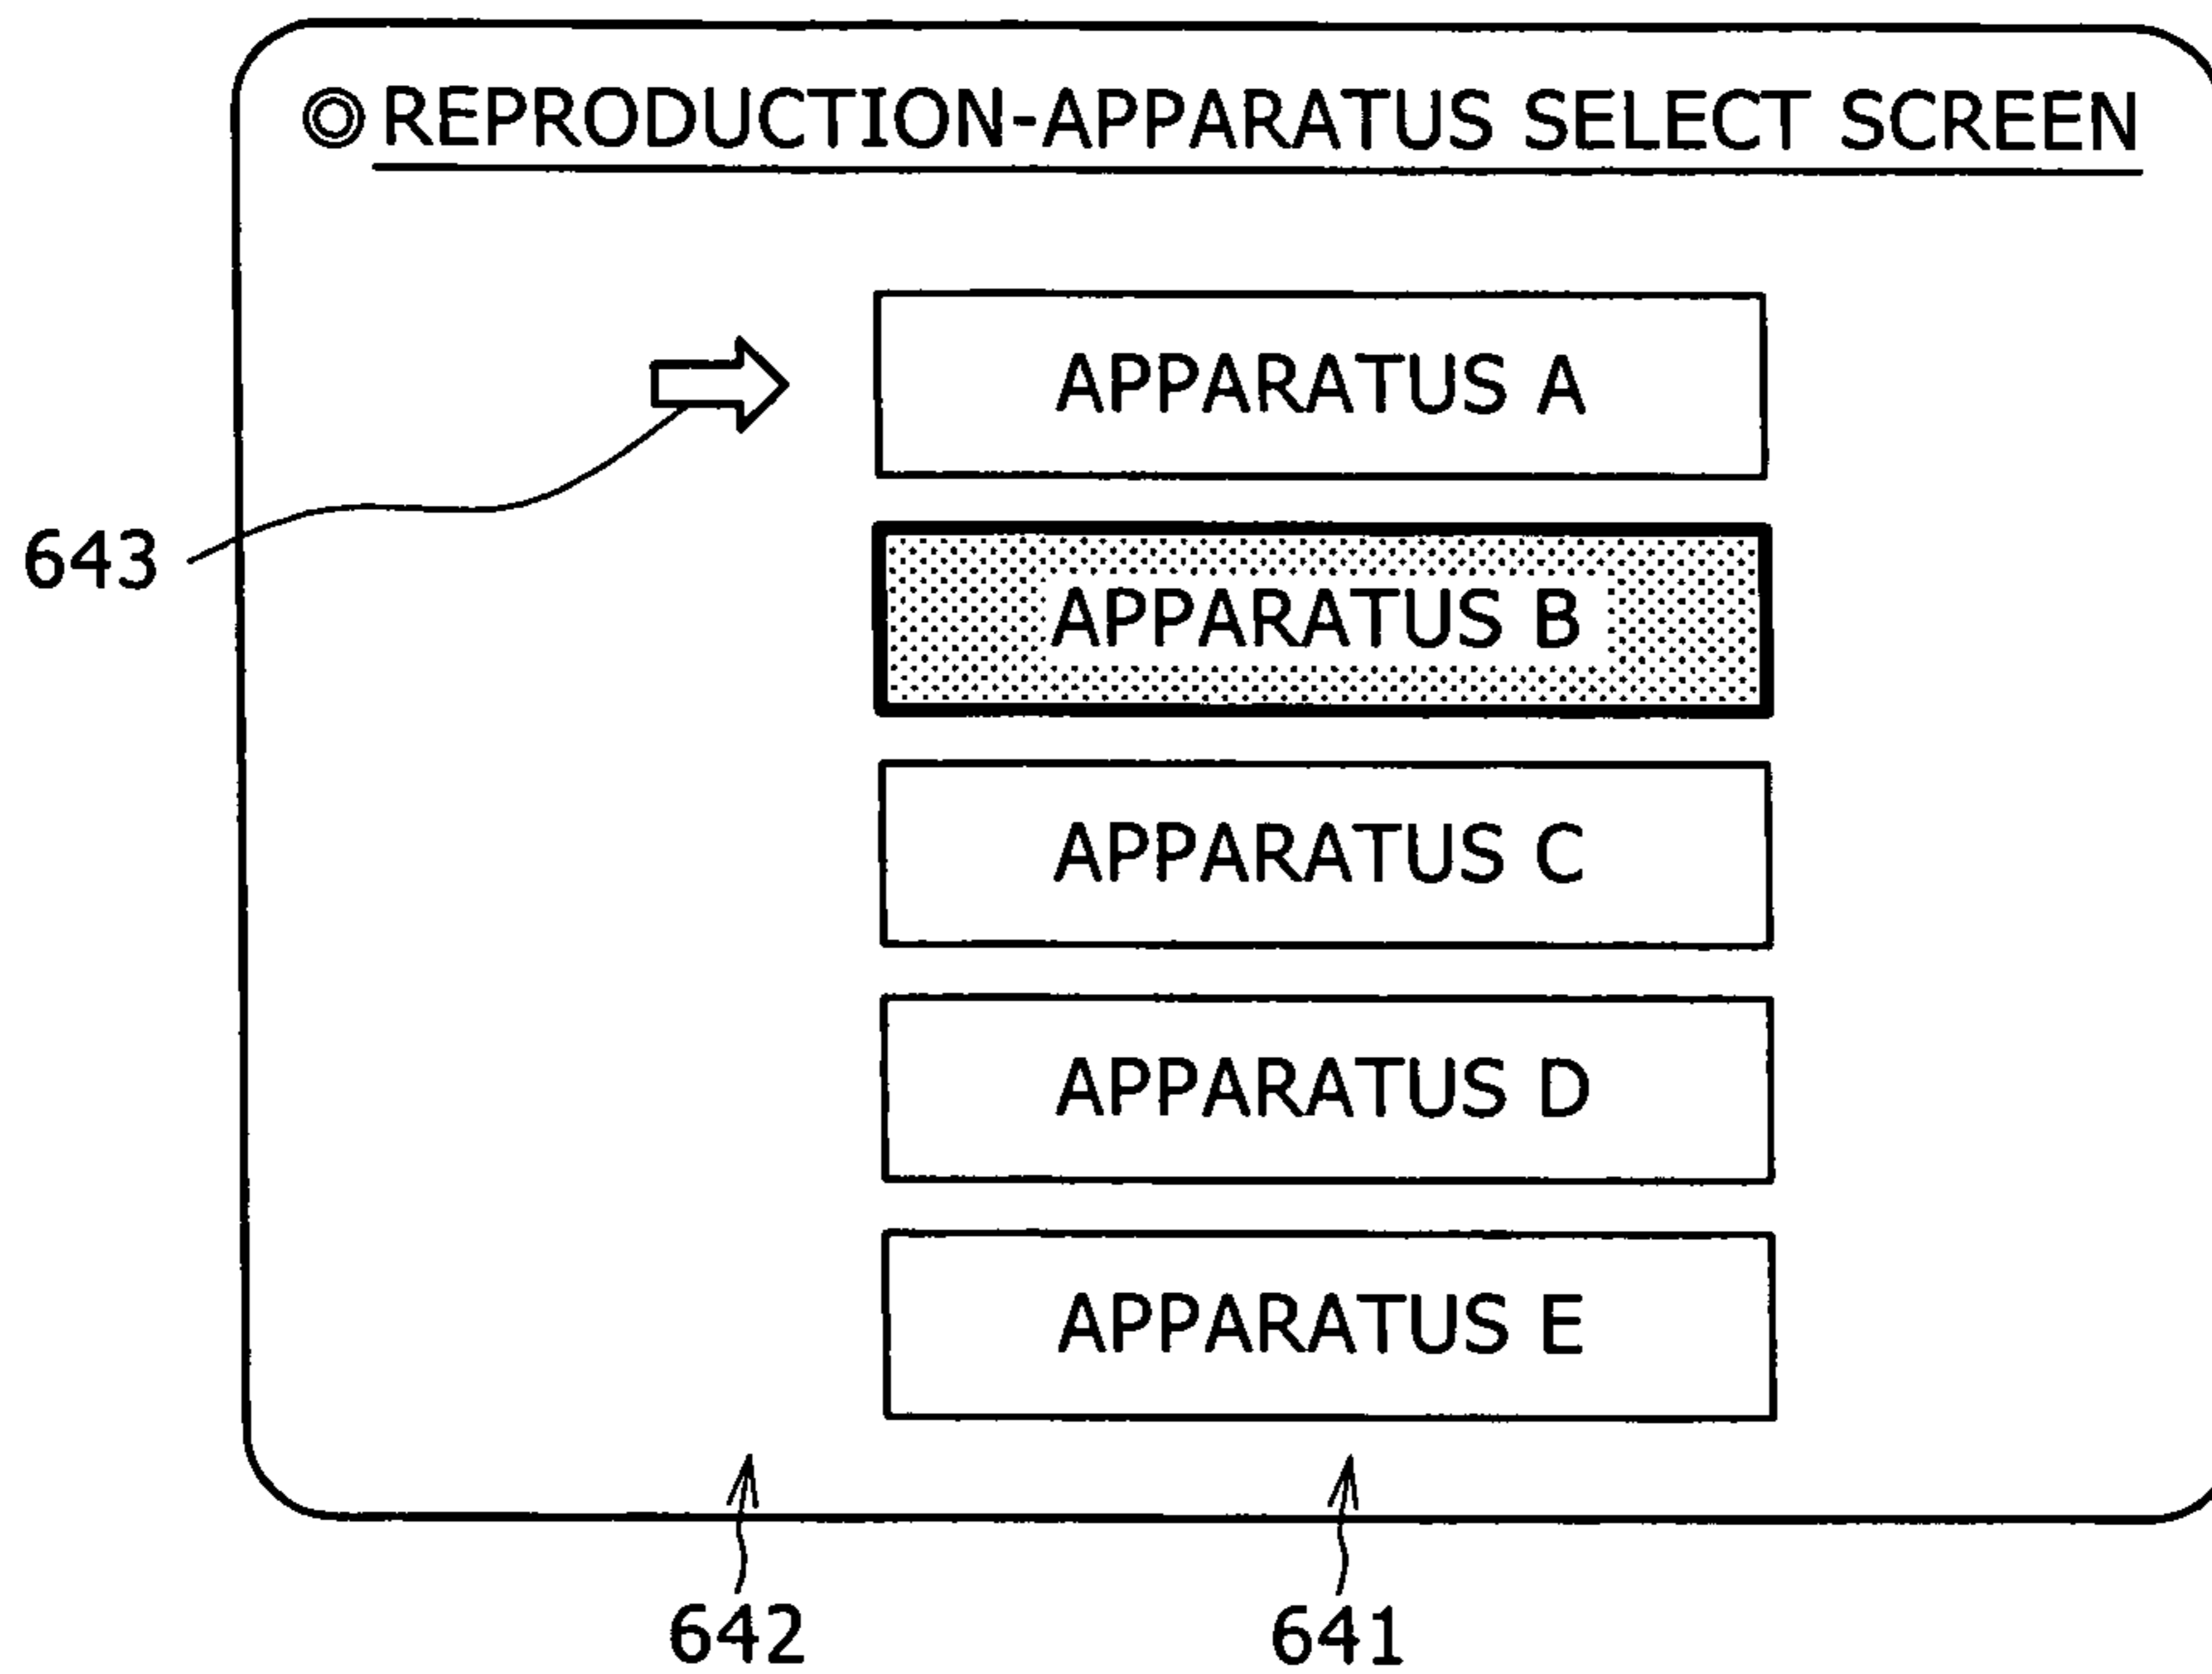 ◎REPRODUCTION-APPARATUS SELECT SCREEN
APPARATUS A
643
APPARATUS B
APPARATUS C
APPARATUS D
APPARATUS E
642 641